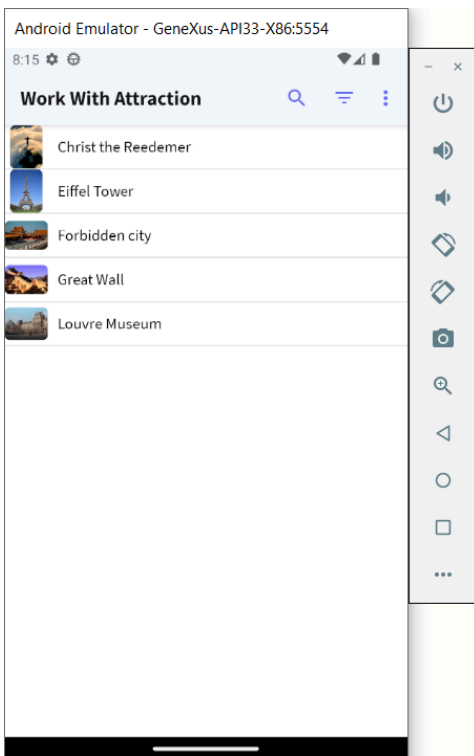 Android Emulator - GeneXus-API33-X86:5554
8:15
Work With Attraction
Christ the Reedemer
Eiffel Tower
Forbidden city
Great Wall
Louvre Museum